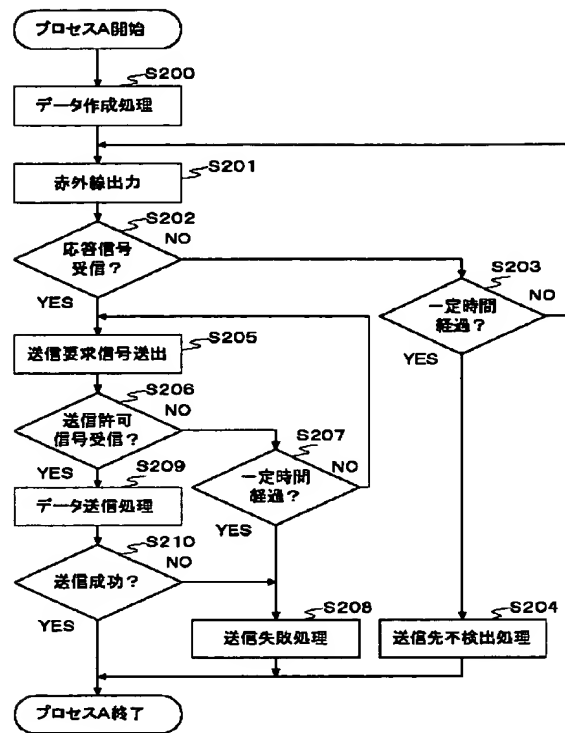 プロセスA開始
S200
データ作成処理
S201
赤外線出力
S202
応答信号
受信？
NO
YES
S203
一定時間
経過？
NO
YES
S205
送信要求信号送出
S206
送信許可
信号受信？
NO
YES
S207
一定時間
経過？
NO
YES
S209
データ送信処理
S210
送信成功？
NO
YES
S208
送信失敗処理
S204
送信先不検出処理
プロセスA終了